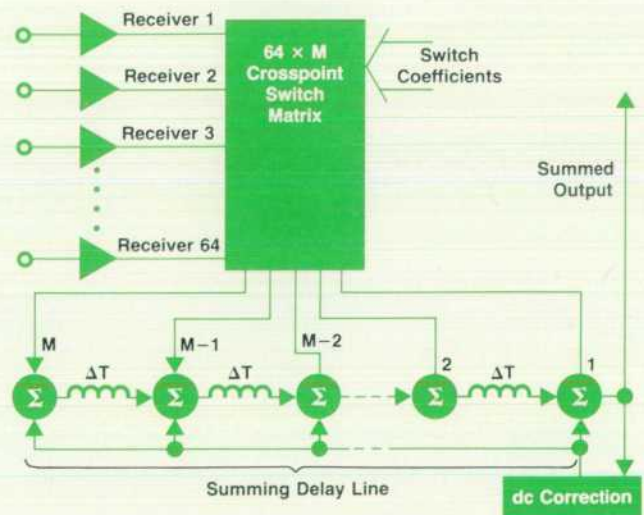 Receiver 1
Receiver 2
Receiver 3
Receiver 64
64 × M
Crosspoint
Switch
Matrix
Switch
Coefficients
Summed
Output
M
M−1
M−2
2
1
ΔT
ΔT
ΔT
Σ
Σ
Σ
Σ
Σ
Summing Delay Line
dc Correction